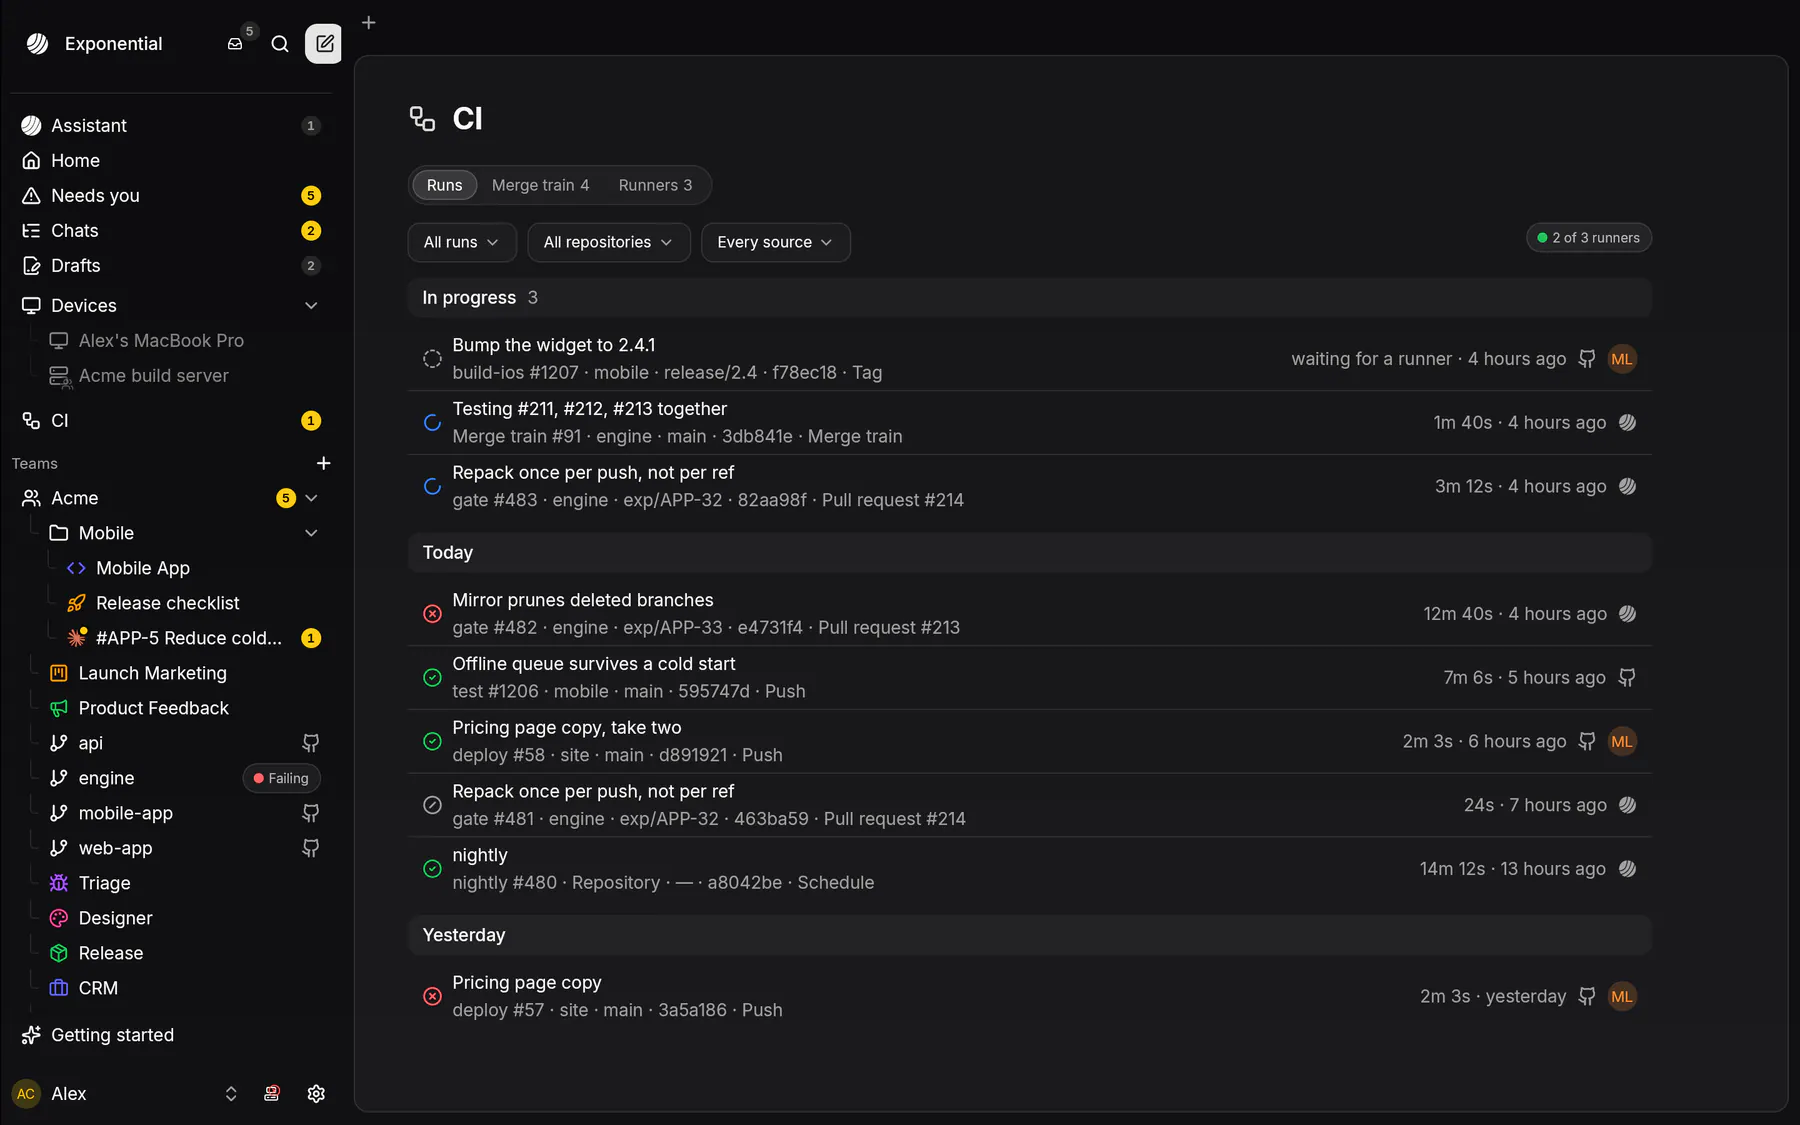 Exponential
5
Assistant
1
Home
Needs you
5
Chats
2
Drafts
2
Devices
Alex's MacBook Pro
Acme build server
CI
1
Teams
Acme
5
Mobile
Mobile App
Release checklist
#APP-5 Reduce cold...
1
Launch Marketing
Product Feedback
api
engine
Failing
mobile-app
web-app
Triage
Designer
Release
CRM
Getting started
AC
Alex
CI
Runs
Merge train 4
Runners 3
All runs
All repositories
Every source
2 of 3 runners
In progress 3
Bump the widget to 2.4.1
build-ios #1207 · mobile · release/2.4 · f78ec18 · Tag
waiting for a runner · 4 hours ago
ML
Testing #211, #212, #213 together
Merge train #91 · engine · main · 3db841e · Merge train
1m 40s · 4 hours ago
Repack once per push, not per ref
gate #483 · engine · exp/APP-32 · 82aa98f · Pull request #214
3m 12s · 4 hours ago
Today
Mirror prunes deleted branches
gate #482 · engine · exp/APP-33 · e4731f4 · Pull request #213
12m 40s · 4 hours ago
Offline queue survives a cold start
test #1206 · mobile · main · 595747d · Push
7m 6s · 5 hours ago
Pricing page copy, take two
deploy #58 · site · main · d891921 · Push
2m 3s · 6 hours ago
ML
Repack once per push, not per ref
gate #481 · engine · exp/APP-32 · 463ba59 · Pull request #214
24s · 7 hours ago
nightly
nightly #480 · Repository · — · a8042be · Schedule
14m 12s · 13 hours ago
Yesterday
Pricing page copy
deploy #57 · site · main · 3a5a186 · Push
2m 3s · yesterday
ML